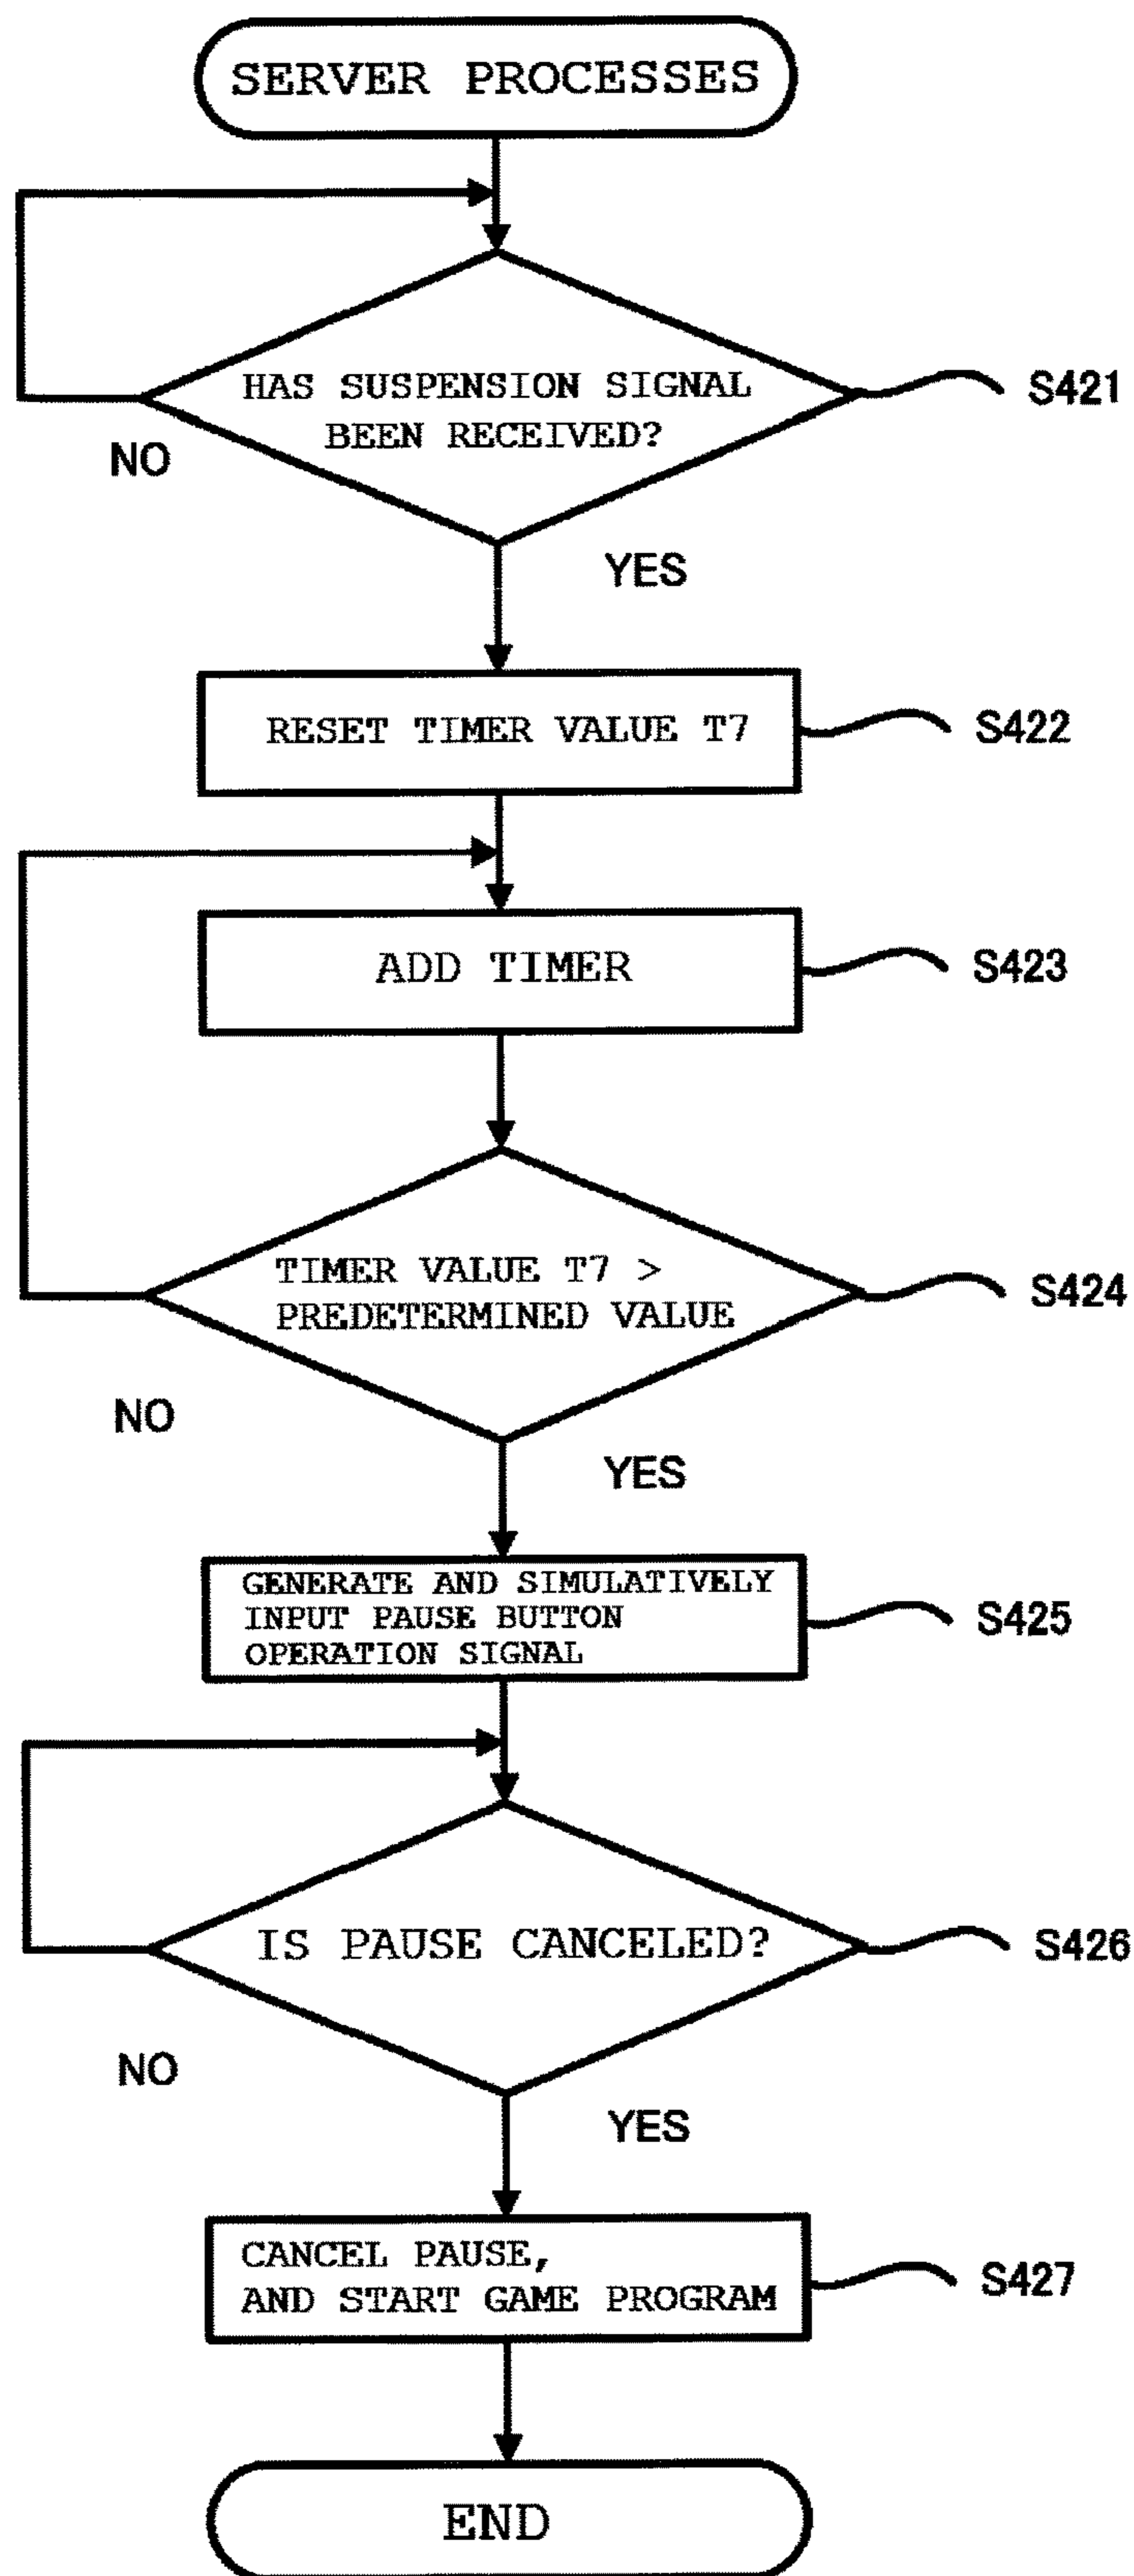 SERVER PROCESSES
HAS SUSPENSION SIGNAL
BEEN RECEIVED?
S421
NO
YES
RESET TIMER VALUE T7
S422
ADD TIMER
S423
TIMER VALUE T7 >
PREDETERMINED VALUE
S424
NO
YES
GENERATE AND SIMULATIVELY
INPUT PAUSE BUTTON
OPERATION SIGNAL
S425
IS PAUSE CANCELED?
S426
NO
YES
CANCEL PAUSE,
AND START GAME PROGRAM
S427
END